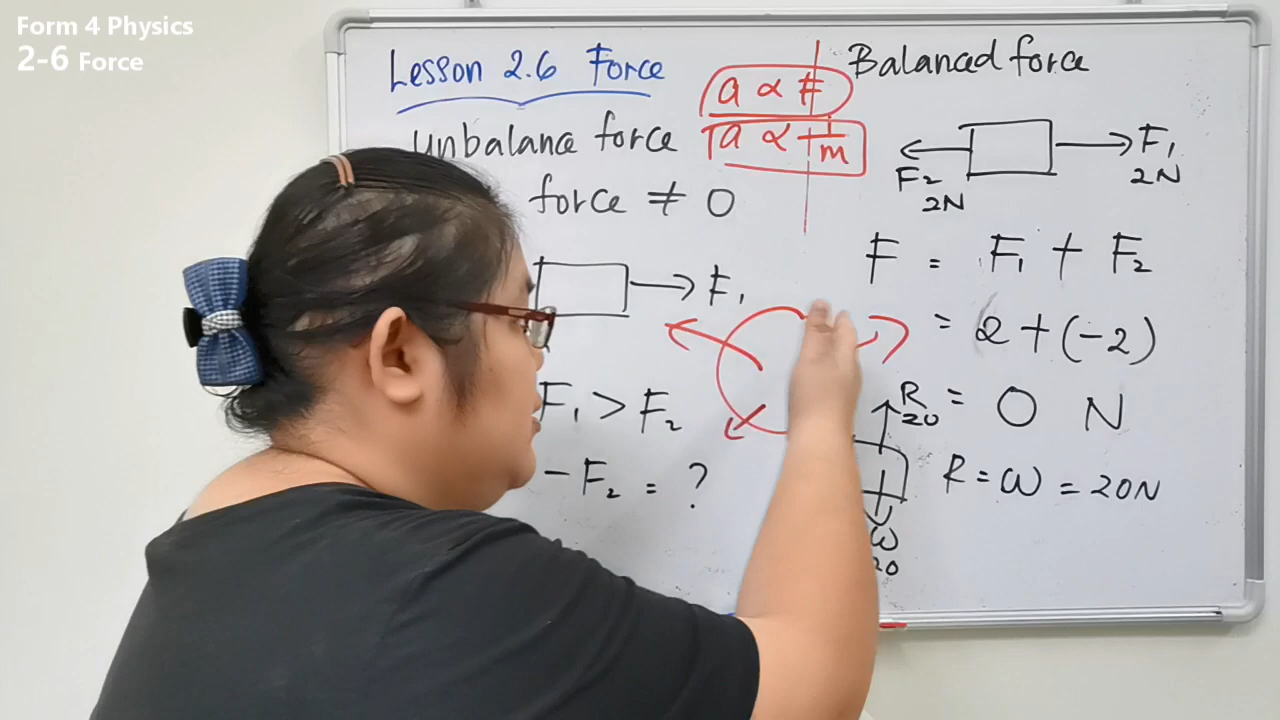 Form 4 Physics
2-6 Force
Lesson 2.6 Force
a ∝ F
a ∝ 1/m
Unbalance force
force ≠ 0
F₁
F₁ > F₂
- F₂ = ?
Balanced force
F₂
2N
F₁
2N
F = F₁ + F₂
= 2 + (-2)
= 0 N
R
20
W
20
R = W = 20N